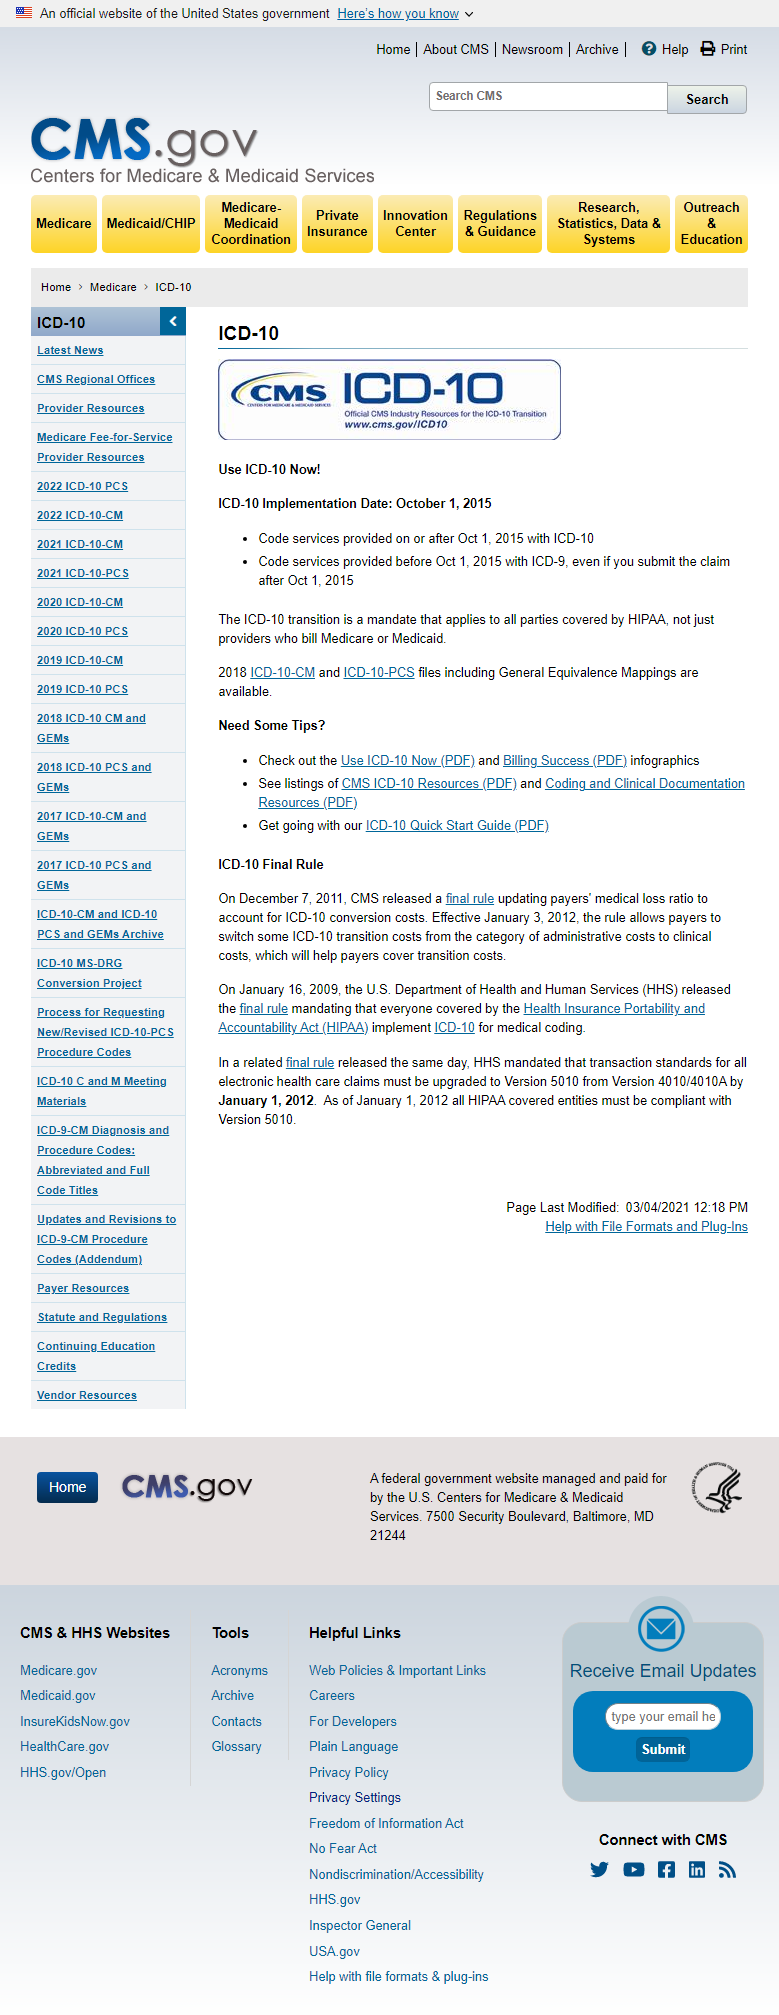 An official website of the United States government Here's how you know
Home About CMS Newsroom Archive Help Print
Search CMS Search
CMS.gov
Centers for Medicare & Medicaid Services
Medicare
Medicaid/CHIP
Medicare-
Medicaid
Coordination
Private
Insurance
Innovation
Center
Regulations
& Guidance
Research,
Statistics, Data &
Systems
Outreach
&
Education
Home › Medicare › ICD-10
ICD-10
Latest News
CMS Regional Offices
Provider Resources
Medicare Fee-for-Service
Provider Resources
2022 ICD-10 PCS
2022 ICD-10-CM
2021 ICD-10-CM
2021 ICD-10-PCS
2020 ICD-10-CM
2020 ICD-10 PCS
2019 ICD-10-CM
2019 ICD-10 PCS
2018 ICD-10 CM and
GEMs
2018 ICD-10 PCS and
GEMs
2017 ICD-10-CM and
GEMs
2017 ICD-10 PCS and
GEMs
ICD-10-CM and ICD-10
PCS and GEMs Archive
ICD-10 MS-DRG
Conversion Project
Process for Requesting
New/Revised ICD-10-PCS
Procedure Codes
ICD-10 C and M Meeting
Materials
ICD-9-CM Diagnosis and
Procedure Codes:
Abbreviated and Full
Code Titles
Updates and Revisions to
ICD-9-CM Procedure
Codes (Addendum)
Payer Resources
Statute and Regulations
Continuing Education
Credits
Vendor Resources
ICD-10
CMS ICD-10
CENTERS FOR MEDICARE & MEDICAID SERVICES
Official CMS Industry Resources for the ICD-10 Transition
www.cms.gov/ICD10
Use ICD-10 Now!
ICD-10 Implementation Date: October 1, 2015
• Code services provided on or after Oct 1, 2015 with ICD-10
• Code services provided before Oct 1, 2015 with ICD-9, even if you submit the claim
after Oct 1, 2015
The ICD-10 transition is a mandate that applies to all parties covered by HIPAA, not just
providers who bill Medicare or Medicaid.
2018 ICD-10-CM and ICD-10-PCS files including General Equivalence Mappings are
available.
Need Some Tips?
• Check out the Use ICD-10 Now (PDF) and Billing Success (PDF) infographics
• See listings of CMS ICD-10 Resources (PDF) and Coding and Clinical Documentation
Resources (PDF)
• Get going with our ICD-10 Quick Start Guide (PDF)
ICD-10 Final Rule
On December 7, 2011, CMS released a final rule updating payers' medical loss ratio to
account for ICD-10 conversion costs. Effective January 3, 2012, the rule allows payers to
switch some ICD-10 transition costs from the category of administrative costs to clinical
costs, which will help payers cover transition costs.
On January 16, 2009, the U.S. Department of Health and Human Services (HHS) released
the final rule mandating that everyone covered by the Health Insurance Portability and
Accountability Act (HIPAA) implement ICD-10 for medical coding.
In a related final rule released the same day, HHS mandated that transaction standards for all
electronic health care claims must be upgraded to Version 5010 from Version 4010/4010A by
January 1, 2012. As of January 1, 2012 all HIPAA covered entities must be compliant with
Version 5010.
Page Last Modified: 03/04/2021 12:18 PM
Help with File Formats and Plug-Ins
Home
CMS.gov
A federal government website managed and paid for
by the U.S. Centers for Medicare & Medicaid
Services. 7500 Security Boulevard, Baltimore, MD
21244
CMS & HHS Websites
Medicare.gov
Medicaid.gov
InsureKidsNow.gov
HealthCare.gov
HHS.gov/Open
Tools
Acronyms
Archive
Contacts
Glossary
Helpful Links
Web Policies & Important Links
Careers
For Developers
Plain Language
Privacy Policy
Privacy Settings
Freedom of Information Act
No Fear Act
Nondiscrimination/Accessibility
HHS.gov
Inspector General
USA.gov
Help with file formats & plug-ins
Receive Email Updates
type your email he
Submit
Connect with CMS